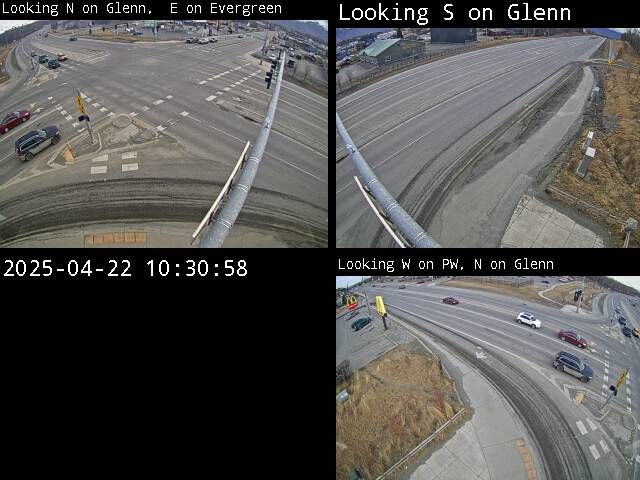 Looking N on Glenn,  E on Evergreen
Looking S on Glenn
2025-04-22 10:30:58
Looking W on PW, N on Glenn